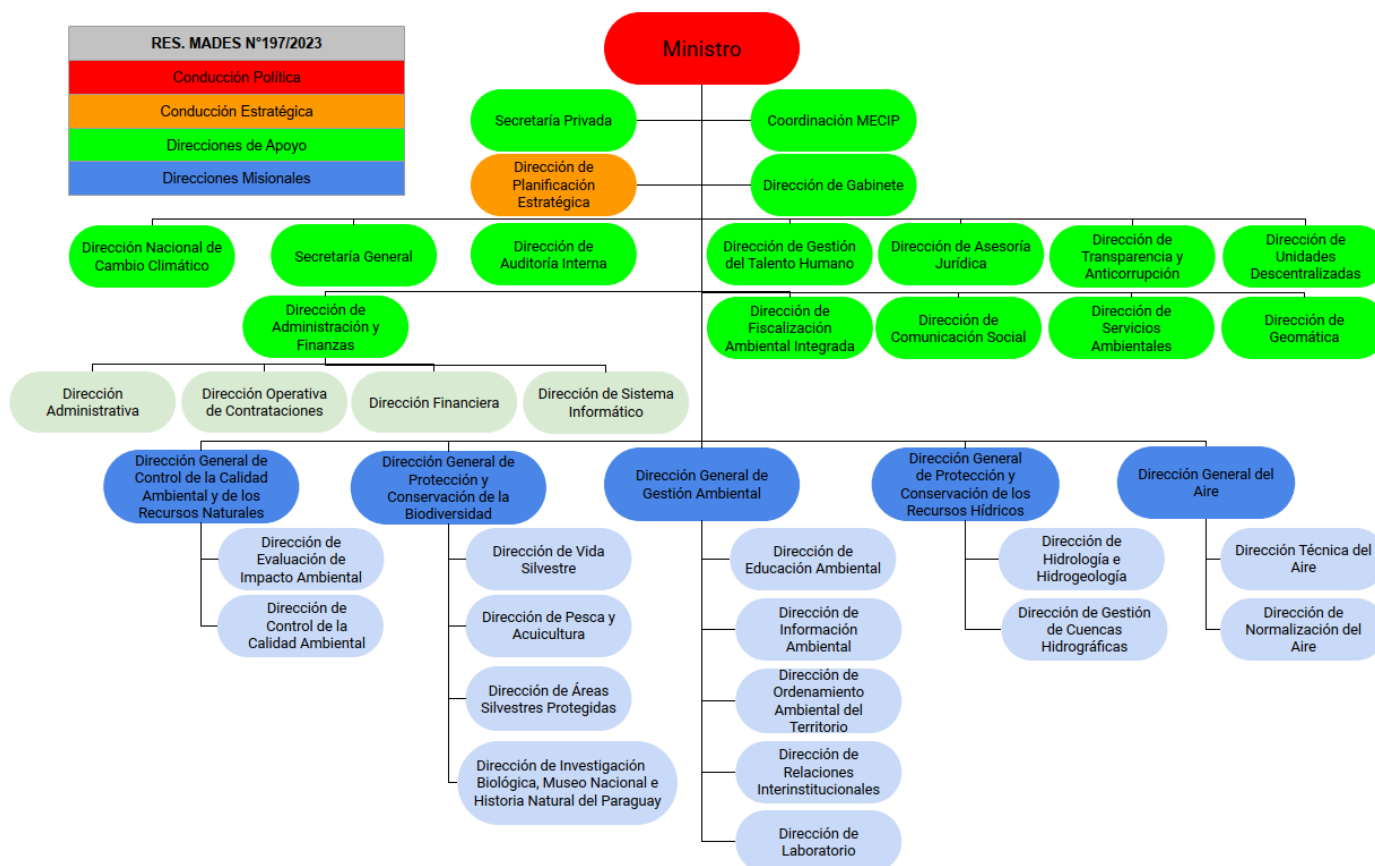 RES. MADES N°197/2023
Conducción Política
Conducción Estratégica
Direcciones de Apoyo
Direcciones Misionales
Ministro
Secretaría Privada
Coordinación MECIP
Dirección de
Planificación
Estratégica
Dirección de Gabinete
Dirección Nacional de
Cambio Climático
Secretaría General
Dirección de
Auditoría Interna
Dirección de Gestión
del Talento Humano
Dirección de Asesoría
Jurídica
Dirección de
Transparencia y
Anticorrupción
Dirección de
Unidades
Descentralizadas
Dirección de
Administración y
Finanzas
Dirección de
Fiscalización
Ambiental Integrada
Dirección de
Comunicación Social
Dirección de
Servicios
Ambientales
Dirección de
Geomática
Dirección
Administrativa
Dirección Operativa
de Contrataciones
Dirección Financiera
Dirección de Sistema
Informático
Dirección General de
Control de la Calidad
Ambiental y de los
Recursos Naturales
Dirección General de
Protección y
Conservación de la
Biodiversidad
Dirección General de
Gestión Ambiental
Dirección General
de Protección y
Conservación de los
Recursos Hídricos
Dirección General del
Aire
Dirección de
Evaluación de
Impacto Ambiental
Dirección de
Control de la
Calidad Ambiental
Dirección de Vida
Silvestre
Dirección de Pesca y
Acuicultura
Dirección de Áreas
Silvestres Protegidas
Dirección de Investigación
Biológica, Museo Nacional e
Historia Natural del Paraguay
Dirección de
Educación Ambiental
Dirección de
Información
Ambiental
Dirección de
Ordenamiento
Ambiental del
Territorio
Dirección de
Relaciones
Interinstitucionales
Dirección de
Laboratorio
Dirección de
Hidrología e
Hidrogeología
Dirección de Gestión
de Cuencas
Hidrográficas
Dirección Técnica del
Aire
Dirección de
Normalización del
Aire